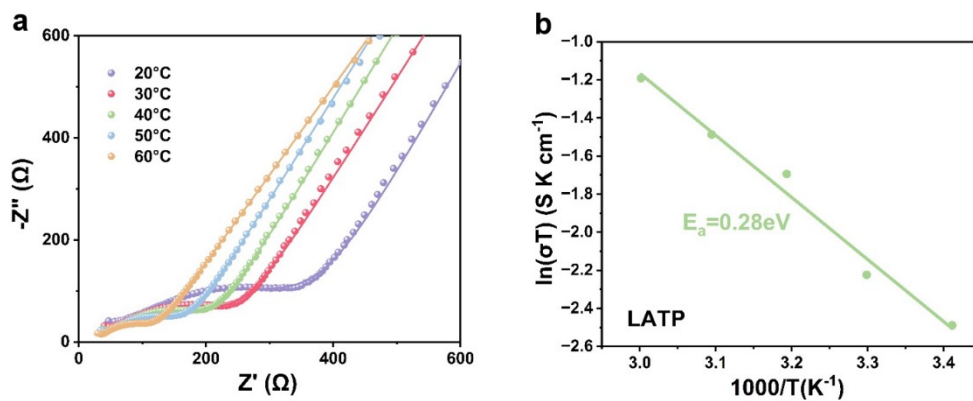 a
600
400
200
0
-Z'' (Ω)
20°C
30°C
40°C
50°C
60°C
0
200
400
600
Z' (Ω)
b
−1.0
−1.2
−1.4
−1.6
−1.8
−2.0
−2.2
−2.4
−2.6
ln(σT) (S K cm⁻¹)
Eₐ=0.28eV
LATP
3.0
3.1
3.2
3.3
3.4
1000/T(K⁻¹)